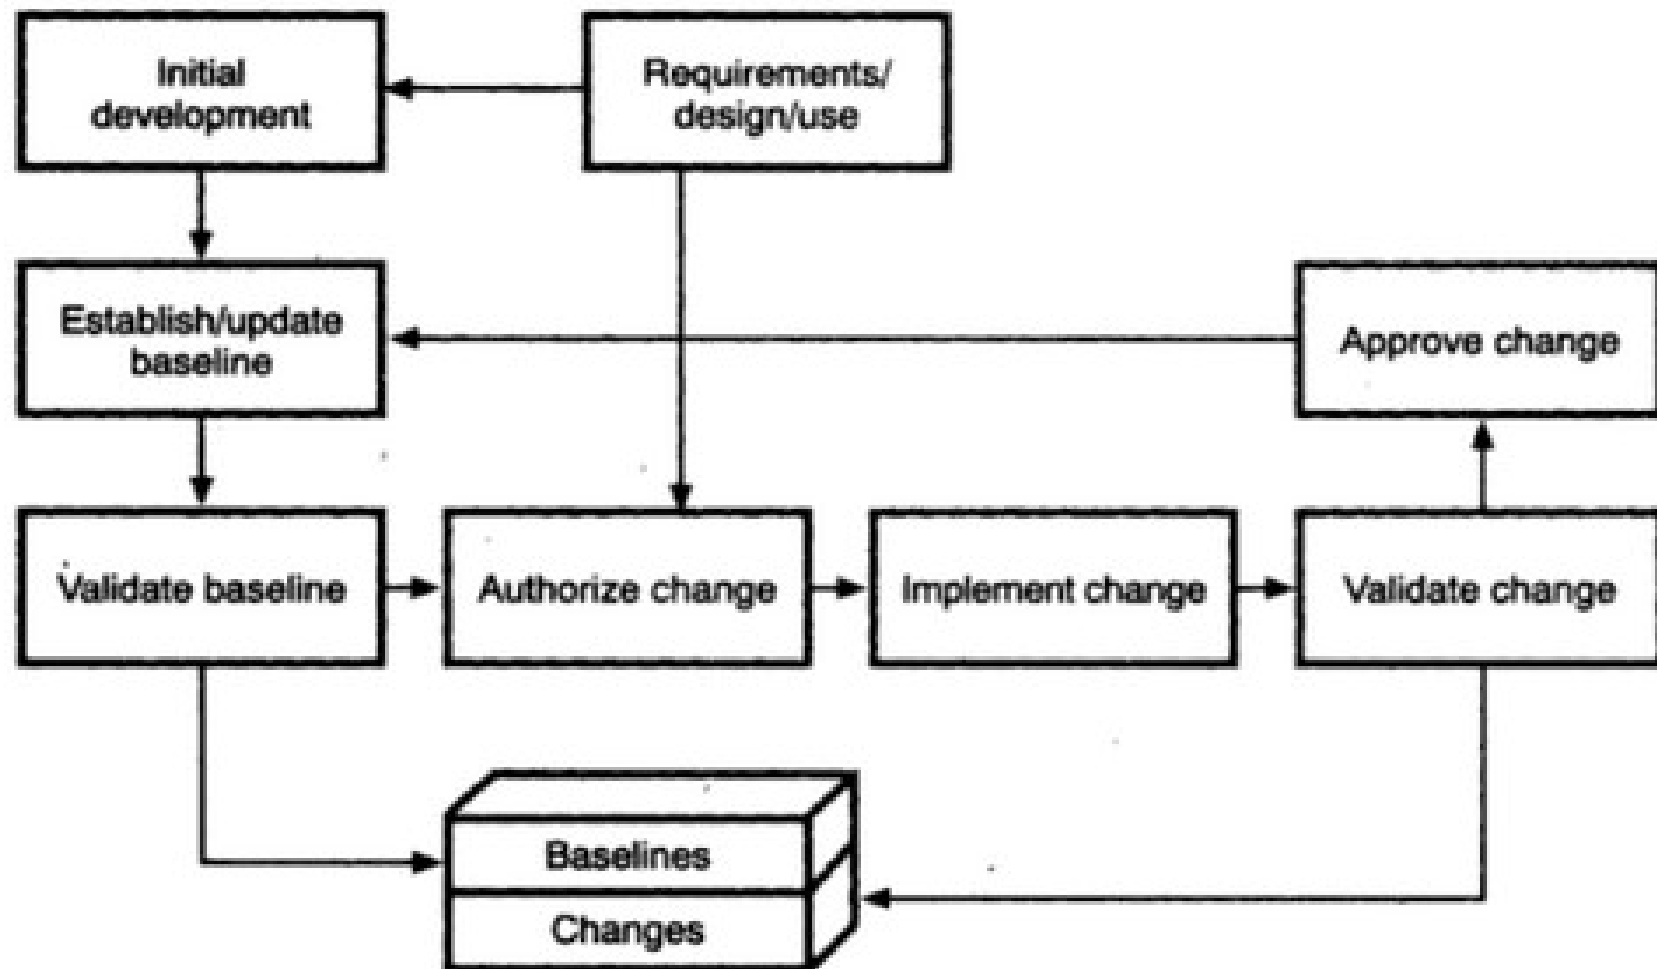 Initial
development
Requirements/
design/use
Establish/update
baseline
Approve change
Validate baseline
Authorize change
Implement change
Validate change
Baselines
Changes